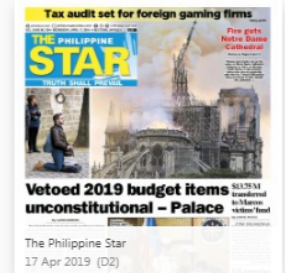 Tax audit set for foreign gaming firms
THE PHILIPPINE
STAR
TRUTH SHALL PREVAIL
Fire guts
Notre Dame
Cathedral
Vetoed 2019 budget items
unconstitutional – Palace
$13.75 M
transferred
to Marcos
victims' fund
The Philippine Star
17 Apr 2019 (D2)